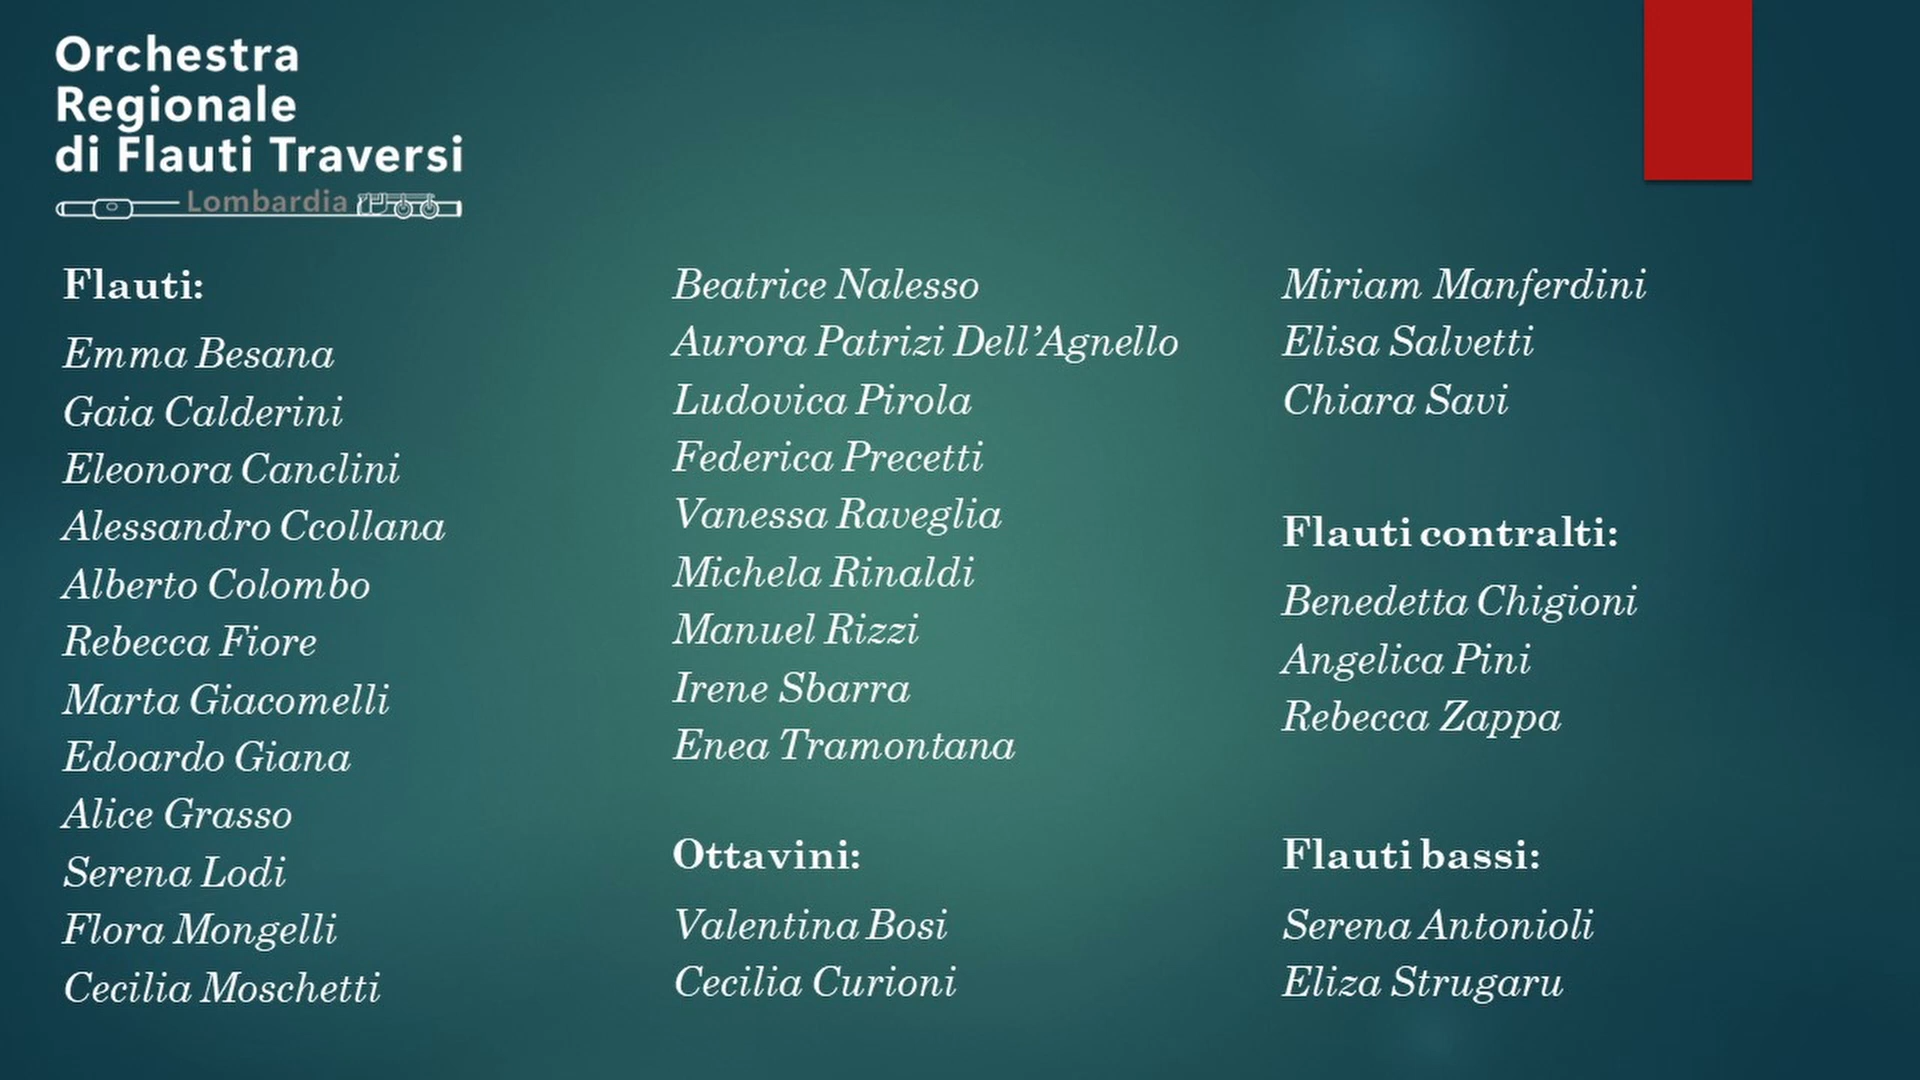 Orchestra
Regionale
di Flauti Traversi
Lombardia
Flauti:
Emma Besana
Gaia Calderini
Eleonora Canclini
Alessandro Ccollana
Alberto Colombo
Rebecca Fiore
Marta Giacomelli
Edoardo Giana
Alice Grasso
Serena Lodi
Flora Mongelli
Cecilia Moschetti
Beatrice Nalesso
Aurora Patrizi Dell’Agnello
Ludovica Pirola
Federica Precetti
Vanessa Raveglia
Michela Rinaldi
Manuel Rizzi
Irene Sbarra
Enea Tramontana
Ottavini:
Valentina Bosi
Cecilia Curioni
Miriam Manferdini
Elisa Salvetti
Chiara Savi
Flauti contralti:
Benedetta Chigioni
Angelica Pini
Rebecca Zappa
Flauti bassi:
Serena Antonioli
Eliza Strugaru